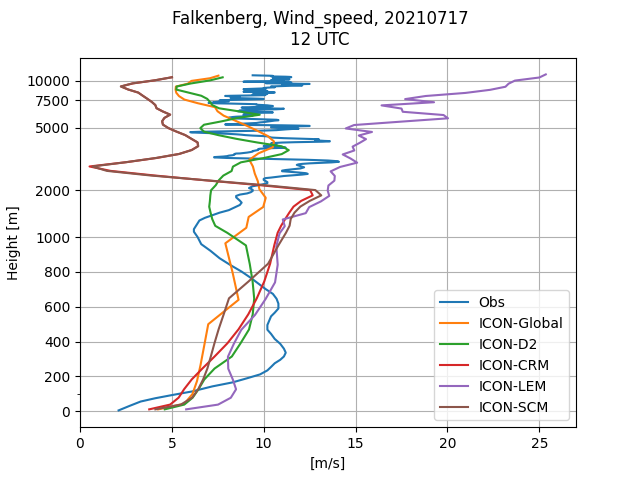 Falkenberg, Wind_speed, 20210717
12 UTC
10000
7500
5000
2000
1000
800
600
400
200
0
Height [m]
0 5 10 15 20 25
[m/s]
Obs
ICON-Global
ICON-D2
ICON-CRM
ICON-LEM
ICON-SCM